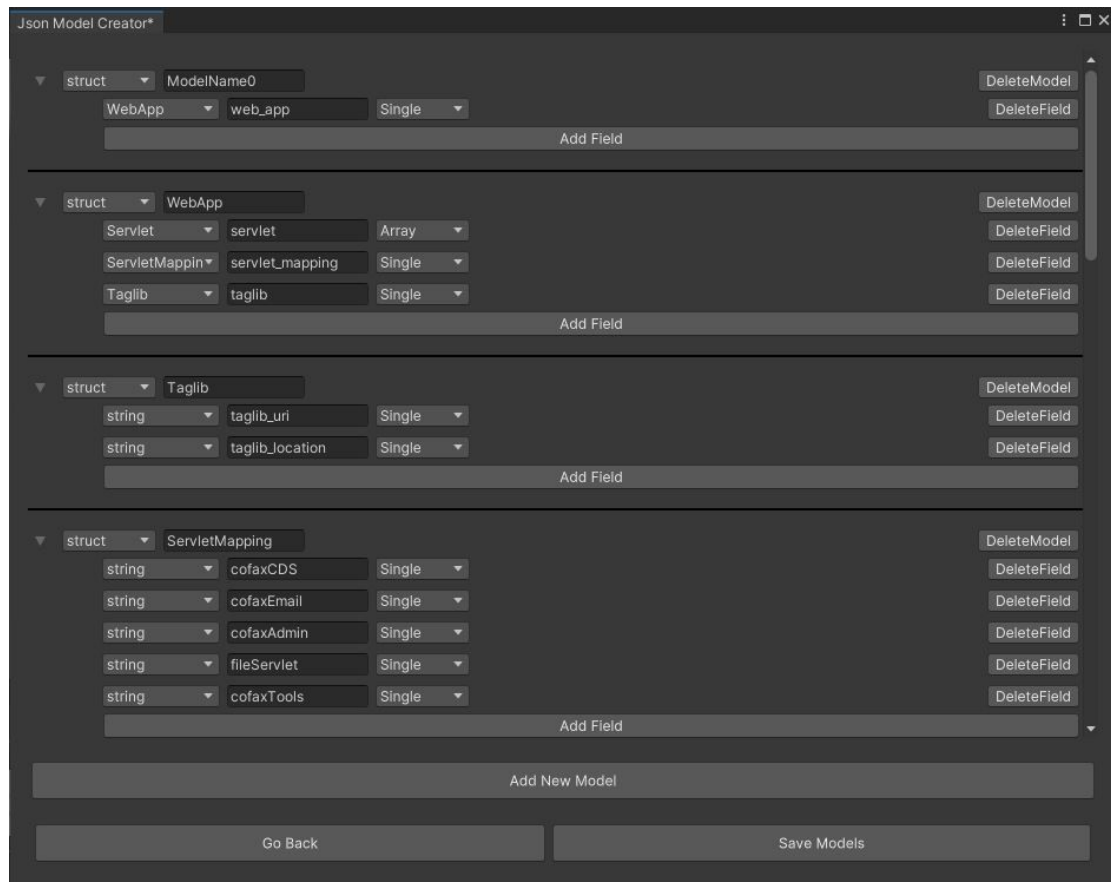 Json Model Creator*
struct ModelName0 DeleteModel
WebApp web_app Single DeleteField
Add Field
struct WebApp DeleteModel
Servlet servlet Array DeleteField
ServletMappin servlet_mapping Single DeleteField
Taglib taglib Single DeleteField
Add Field
struct Taglib DeleteModel
string taglib_uri Single DeleteField
string taglib_location Single DeleteField
Add Field
struct ServletMapping DeleteModel
string cofaxCDS Single DeleteField
string cofaxEmail Single DeleteField
string cofaxAdmin Single DeleteField
string fileServlet Single DeleteField
string cofaxTools Single DeleteField
Add Field
Add New Model
Go Back Save Models